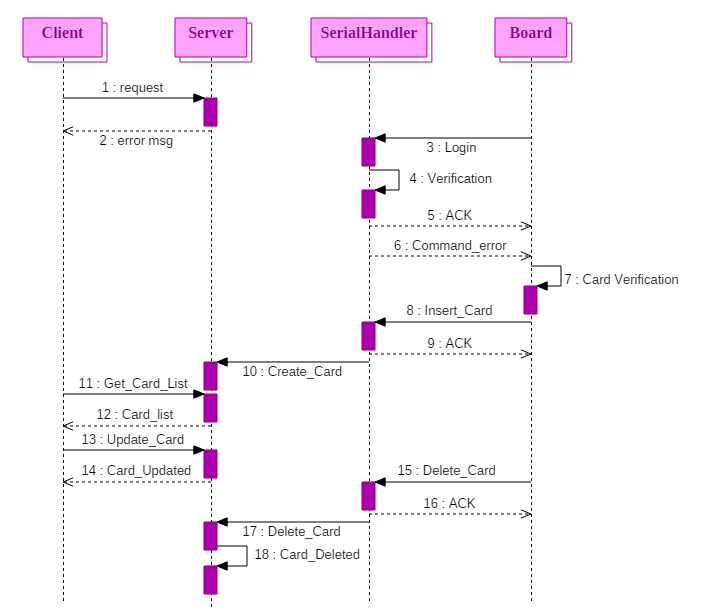 Client
Server
SerialHandler
Board
1 : request
2 : error msg
3 : Login
4 : Verification
5 : ACK
6 : Command_error
7 : Card Verification
8 : Insert_Card
9 : ACK
10 : Create_Card
11 : Get_Card_List
12 : Card_list
13 : Update_Card
14 : Card_Updated
15 : Delete_Card
16 : ACK
17 : Delete_Card
18 : Card_Deleted